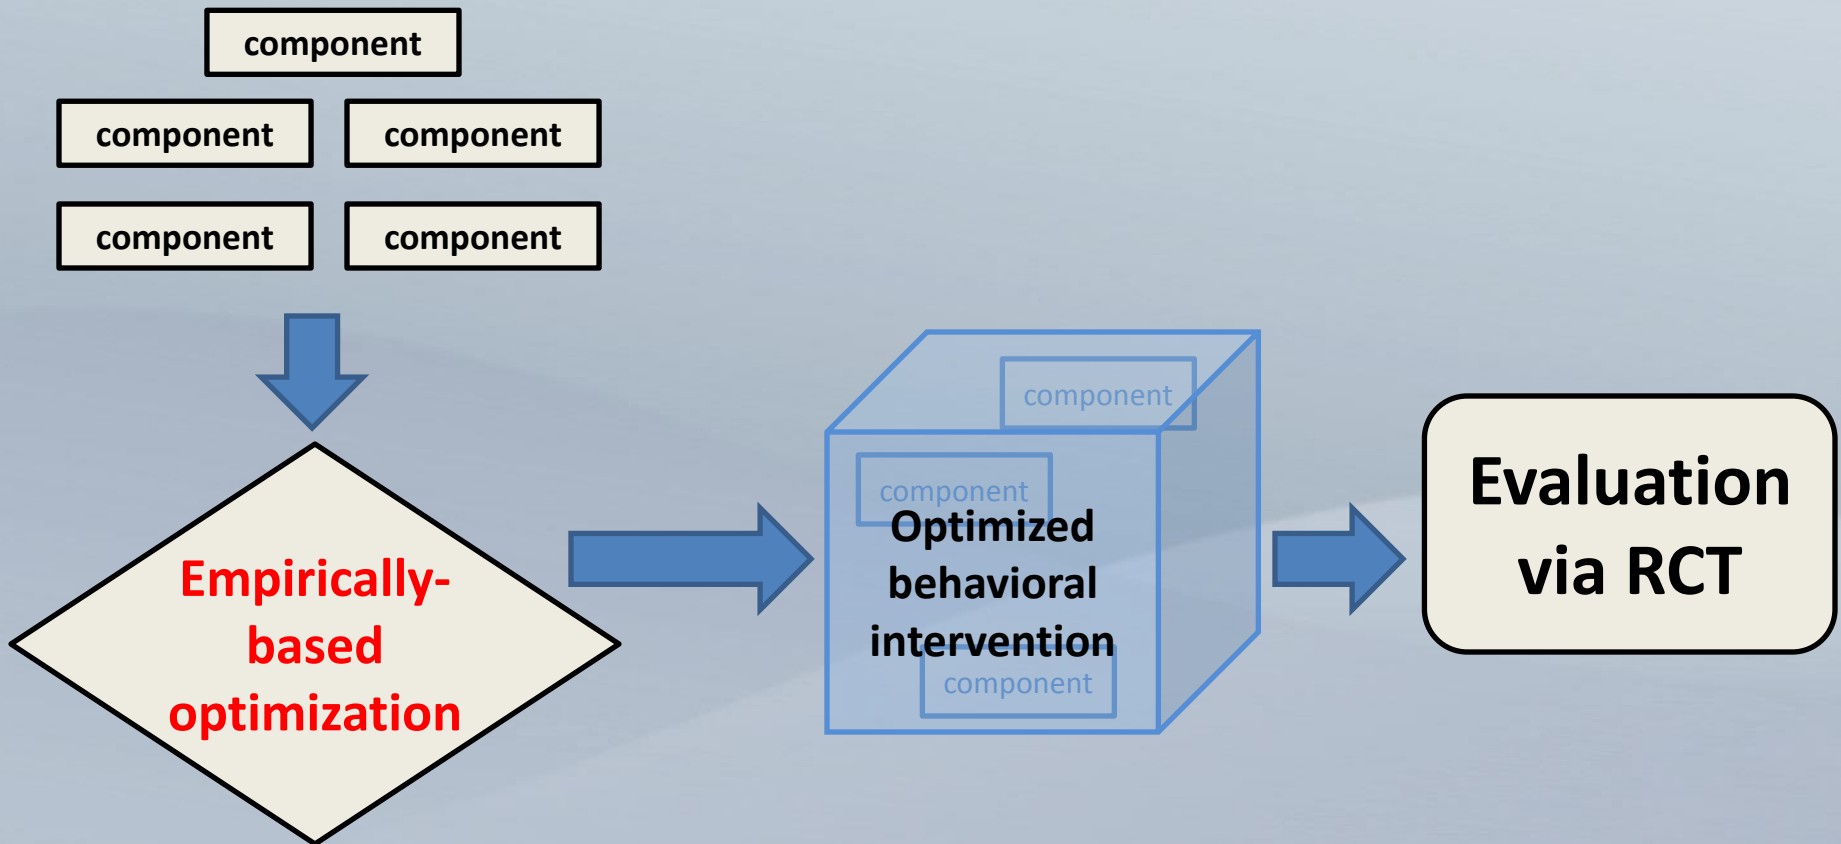 component
component component
component component
component
component
Empirically-
based
optimization
Optimized
behavioral
intervention
component
Evaluation
via RCT